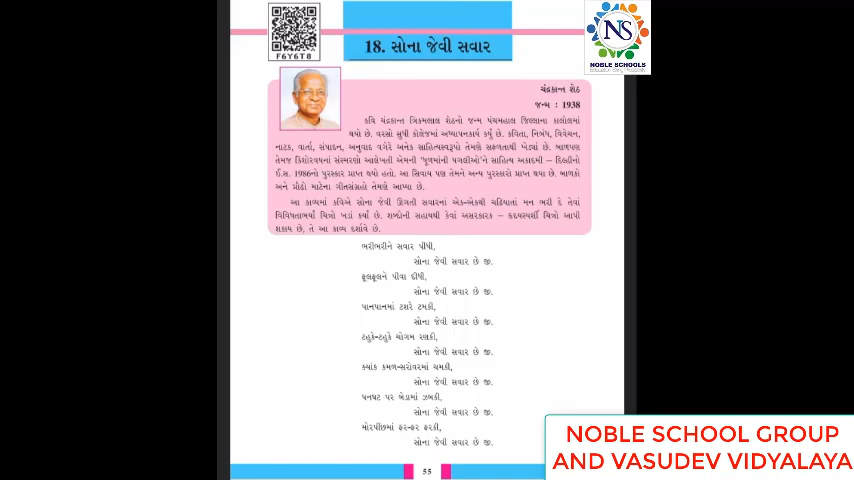 F6Y6T8
18. સોના જેવી સવાર
NS
NOBLE SCHOOLS
ચંદ્રકાન્ત શેઠ
જન્મ : 1938
કવિ ચંદ્રકાન્ત ત્રિકમલાલ શેઠનો જન્મ પંચમહાલ જિલ્લાના કાલોલમાં
થયો છે. વરસો સુધી કૉલેજમાં અધ્યાપનકાર્ય કર્યું છે. કવિતા, નિબંધ, વિવેચન,
નાટક, વાર્તા, સંપાદન, અનુવાદ વગેરે અનેક સાહિત્યસ્વરૂપો તેમણે સફળતાથી ખેડ્યાં છે. બાળપણ
તેમજ કિશોરવયનાં સંસ્મરણો આલેખતી એમની 'ધૂળમાંની પગલીઓ'ને સાહિત્ય અકાદમી – દિલ્હીનો
ઈ.સ. 1986નો પુરસ્કાર પ્રાપ્ત થયો હતો. આ સિવાય પણ તેમને અન્ય પુરસ્કારો પ્રાપ્ત થયા છે. બાળકો
અને પ્રૌઢો માટેના ગીતસંગ્રહો તેમણે આપ્યા છે.
આ કાવ્યમાં કવિએ સોના જેવી ઊગતી સવારનાં એક-એકથી ચઢિયાતાં મન ભરી દે તેવાં
વિવિધતાભર્યાં ચિત્રો ખડાં કર્યાં છે. શબ્દોની સહાયથી કેવાં અસરકારક – હૃદયસ્પર્શી ચિત્રો આપી
શકાય છે, તે આ કાવ્ય દર્શાવે છે.
ભરીભરીને સવાર પીધી,
સોના જેવી સવાર છે જી.
ફૂલફૂલને પીવા દીધી,
સોના જેવી સવાર છે જી.
પાનપાનમાં ટશરે ટમકી,
સોના જેવી સવાર છે જી.
ટહુકે-ટહુકે ચોગમ રણકી,
સોના જેવી સવાર છે જી.
ક્યાંક કમળ-સરોવરમાં ચમકી,
સોના જેવી સવાર છે જી.
પનઘટ પર બેડામાં ઝબકી,
સોના જેવી સવાર છે જી.
મોરપીંછમાં ફર-ફર ફરકી,
સોના જેવી સવાર છે જી.
55
NOBLE SCHOOL GROUP
AND VASUDEV VIDYALAYA